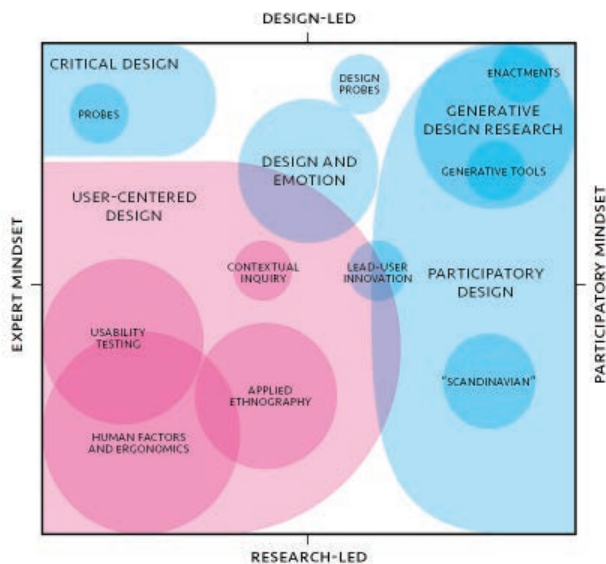 DESIGN-LED
CRITICAL DESIGN
PROBES
DESIGN
PROBES
ENACTMENTS
GENERATIVE
DESIGN RESEARCH
GENERATIVE TOOLS
DESIGN AND
EMOTION
USER-CENTERED
DESIGN
CONTEXTUAL
INQUIRY
LEAD-USER
INNOVATION
PARTICIPATORY
DESIGN
USABILITY
TESTING
APPLIED
ETHNOGRAPHY
"SCANDINAVIAN"
HUMAN FACTORS
AND ERGONOMICS
EXPERT MINDSET
PARTICIPATORY MINDSET
RESEARCH-LED